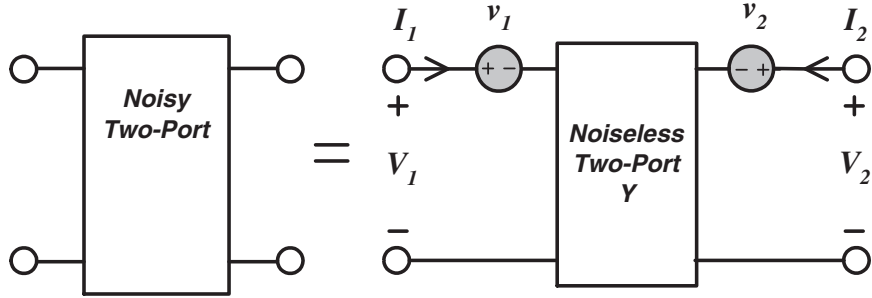 I1 v1 v2 I2
+ − − +
Noisy
Two-Port
=
+ +
V1 V2
Noiseless
Two-Port
Y
− −